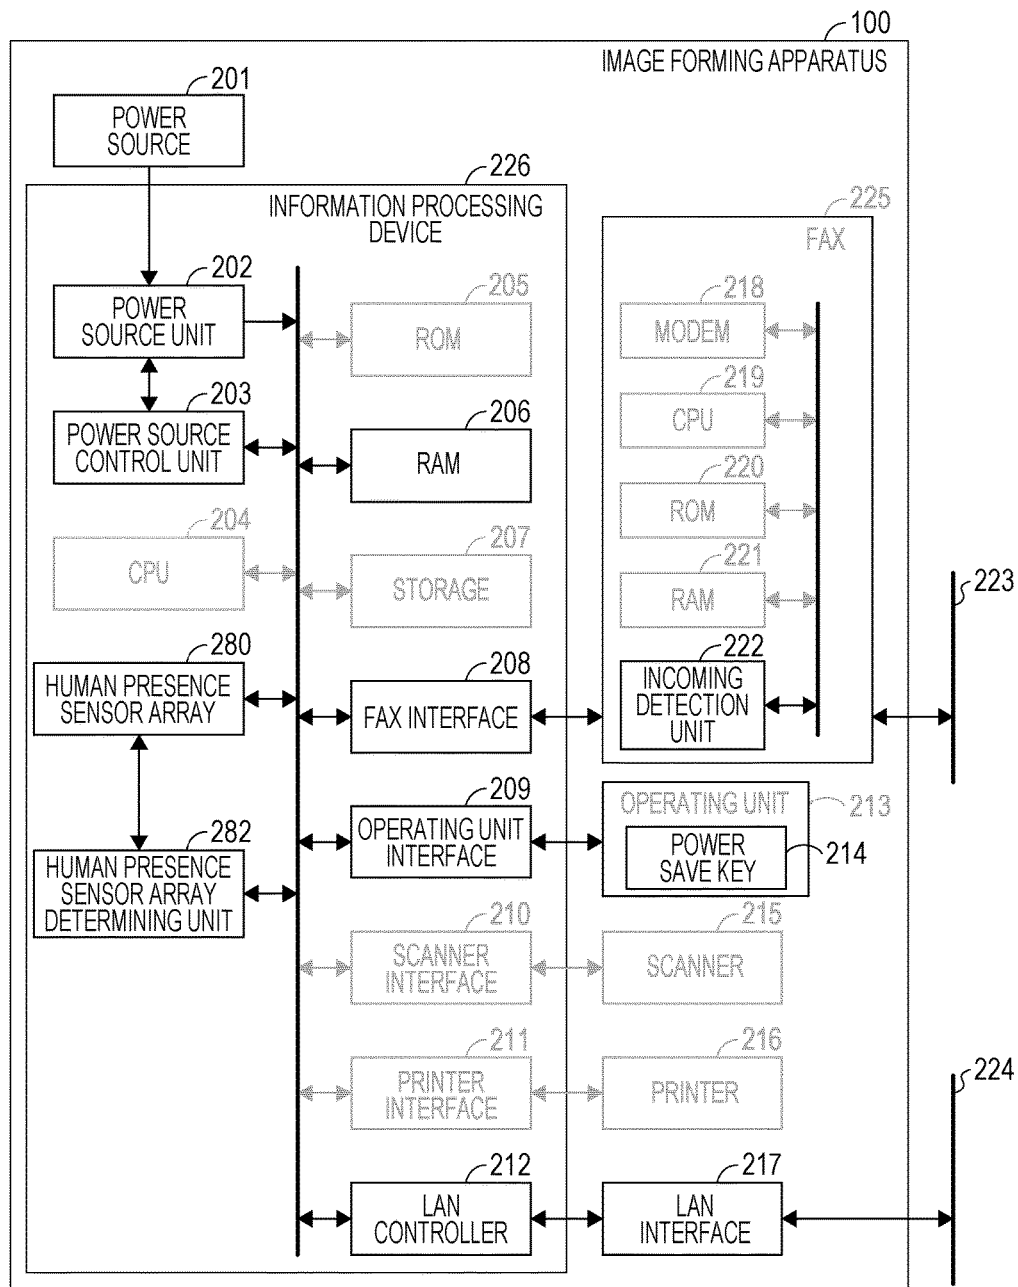 100
IMAGE FORMING APPARATUS
201
POWER
SOURCE
226
INFORMATION PROCESSING
DEVICE
202
POWER
SOURCE UNIT
203
POWER SOURCE
CONTROL UNIT
204
CPU
280
HUMAN PRESENCE
SENSOR ARRAY
282
HUMAN PRESENCE
SENSOR ARRAY
DETERMINING UNIT
205
ROM
206
RAM
207
STORAGE
208
FAX INTERFACE
209
OPERATING UNIT
INTERFACE
210
SCANNER
INTERFACE
211
PRINTER
INTERFACE
212
LAN
CONTROLLER
225
FAX
218
MODEM
219
CPU
220
ROM
221
RAM
222
INCOMING
DETECTION
UNIT
223
OPERATING UNIT
213
POWER
SAVE KEY
214
215
SCANNER
216
PRINTER
217
LAN
INTERFACE
224